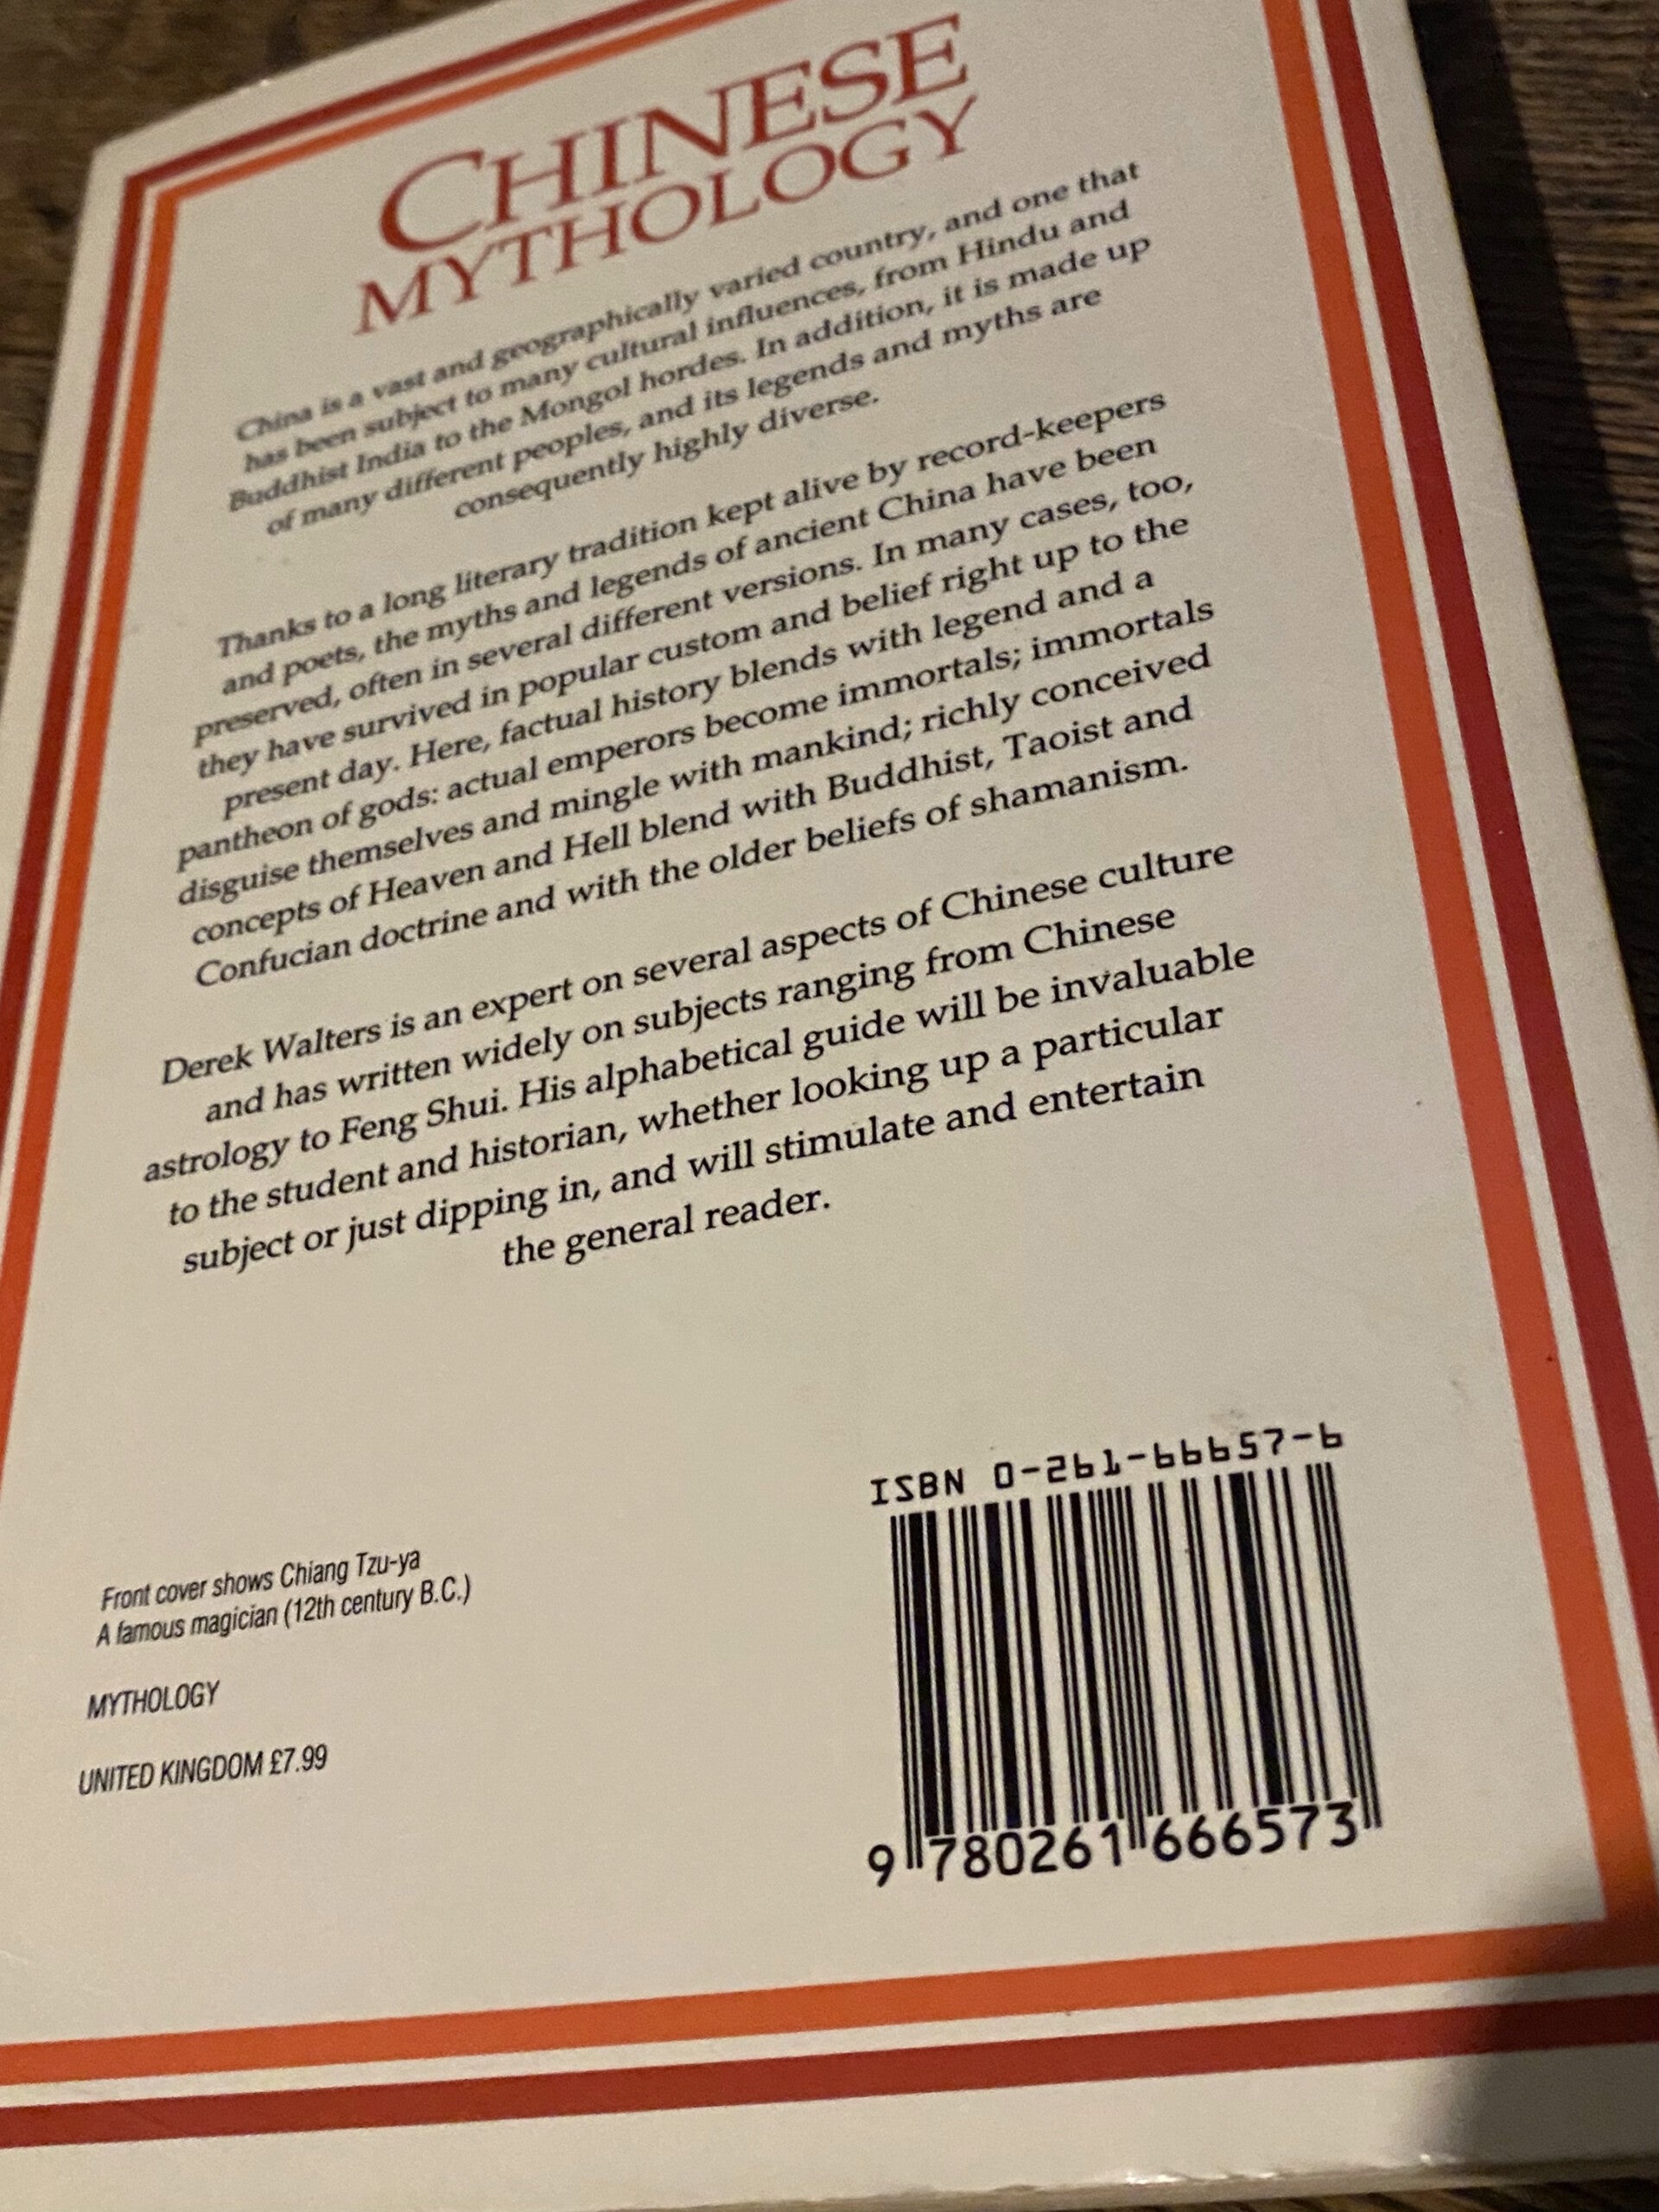 CHINESE
MYTHOLOGY
China is a vast and geographically varied country, and one that
has been subject to many cultural influences, from Hindu and
Buddhist India to the Mongol hordes. In addition, it is made up
of many different peoples, and its legends and myths are
consequently highly diverse.
Thanks to a long literary tradition kept alive by record-keepers
and poets, the myths and legends of ancient China have been
preserved, often in several different versions. In many cases, too,
they have survived in popular custom and belief right up to the
present day. Here, factual history blends with legend and a
pantheon of gods: actual emperors become immortals; immortals
disguise themselves and mingle with mankind; richly conceived
concepts of Heaven and Hell blend with Buddhist, Taoist and
Confucian doctrine and with the older beliefs of shamanism.
Derek Walters is an expert on several aspects of Chinese culture
and has written widely on subjects ranging from Chinese
astrology to Feng Shui. His alphabetical guide will be invaluable
to the student and historian, whether looking up a particular
subject or just dipping in, and will stimulate and entertain
the general reader.
Front cover shows Chiang Tzu-ya
A famous magician (12th century B.C.)
MYTHOLOGY
UNITED KINGDOM £7.99
ISBN 0-261-66657-6
9 780261 666573